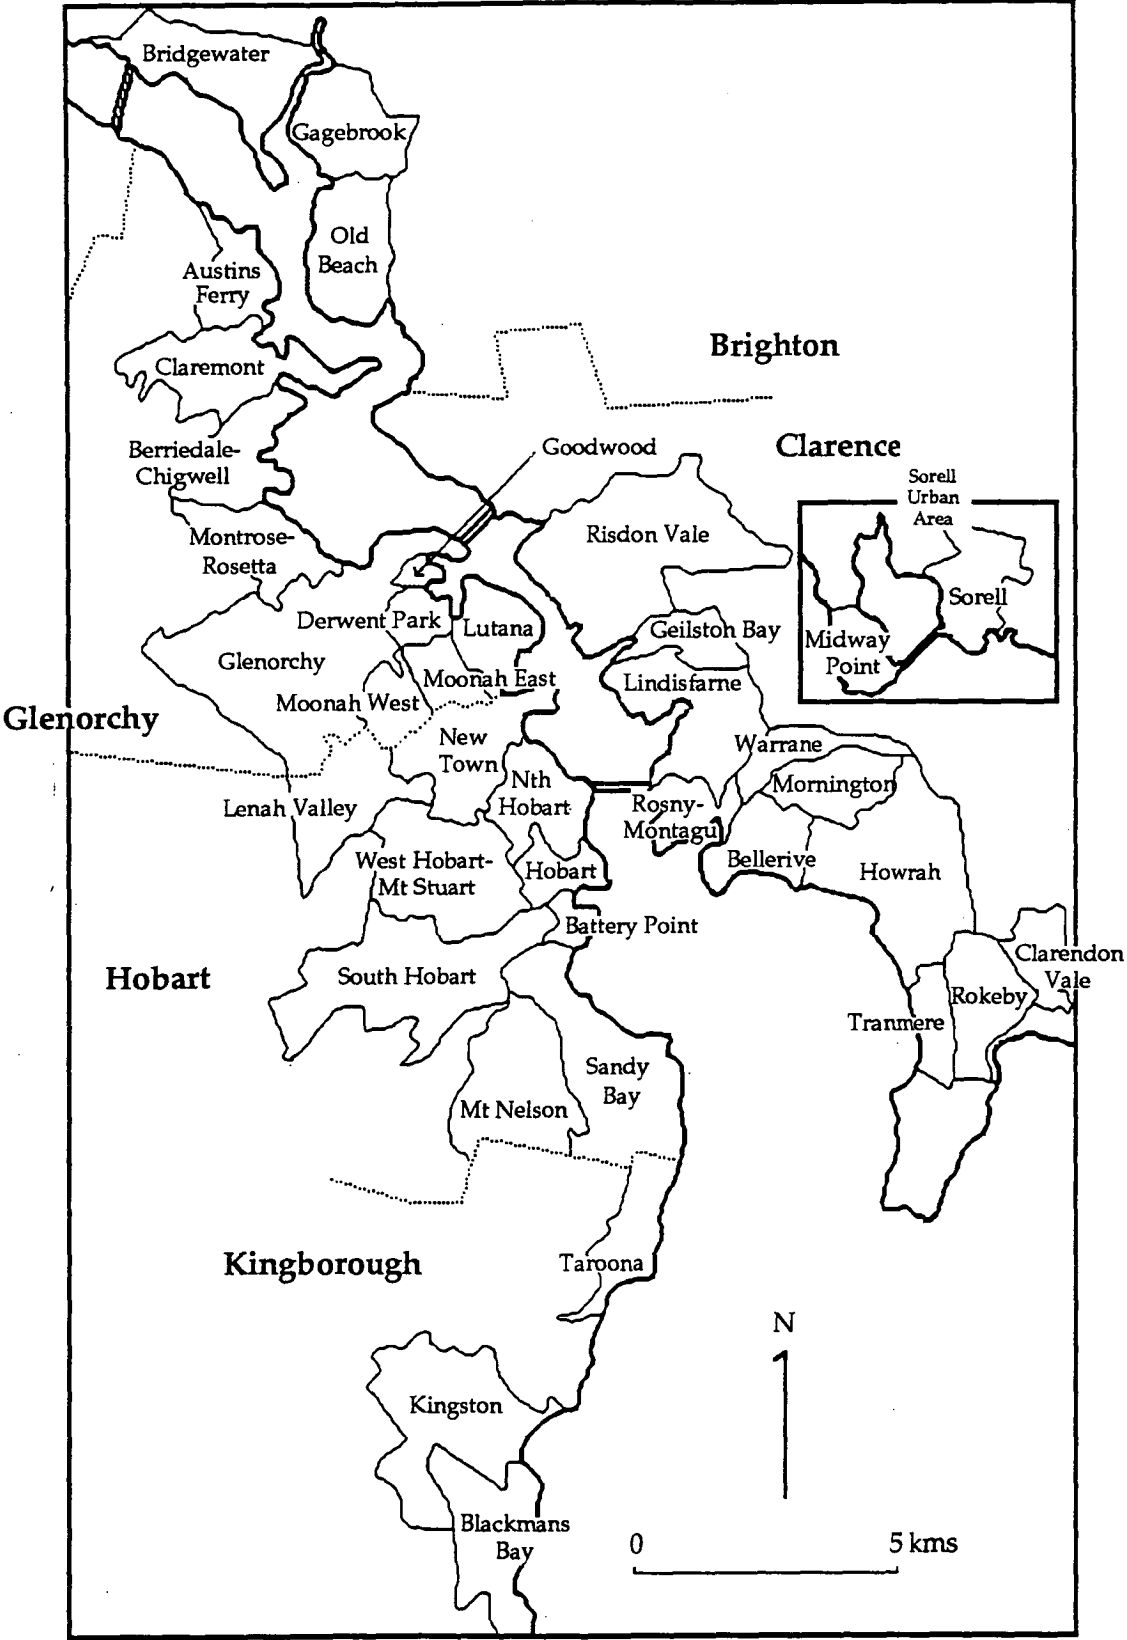 Bridgewater
Gagebrook
Old
Beach
Austins
Ferry
Brighton
Claremont
Clarence
Goodwood
Berriedale-
Chigwell
Sorell
Urban
Area
Risdon Vale
Montrose-
Rosetta
Sorell
Derwent Park
Lutana
Geilston Bay
Midway
Point
Glenorchy
Moonah East
Lindisfarne
Moonah West
Glenorchy
New
Town
Warrane
Nth
Hobart
Mornington
Lenah Valley
Rosny-
Montagu
West Hobart-
Mt Stuart
Hobart
Bellerive
Howrah
Battery Point
Clarendon
Vale
Hobart
South Hobart
Rokeby
Tranmere
Sandy
Bay
Mt Nelson
Kingborough
Taroona
N
Kingston
Blackmans
Bay
0 5 kms